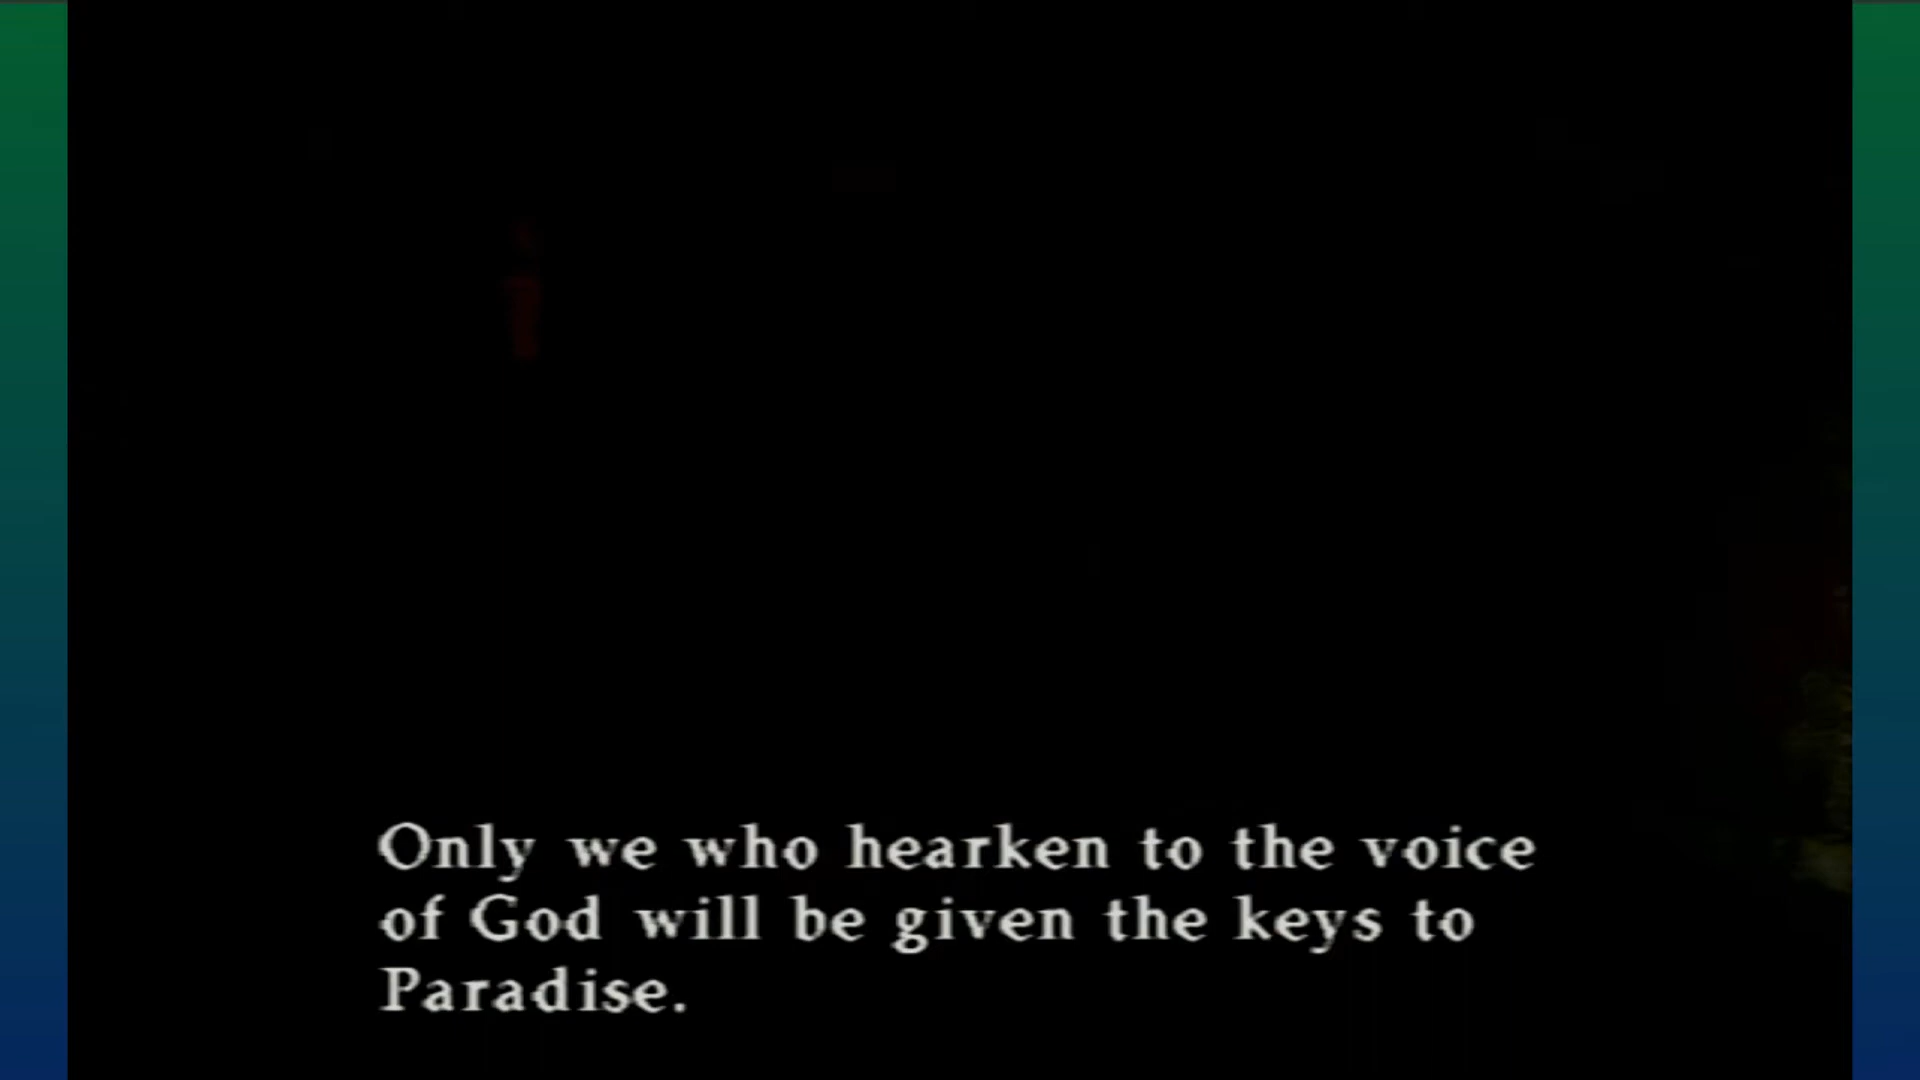 Only we who hearken to the voice
of God will be given the keys to
Paradise.